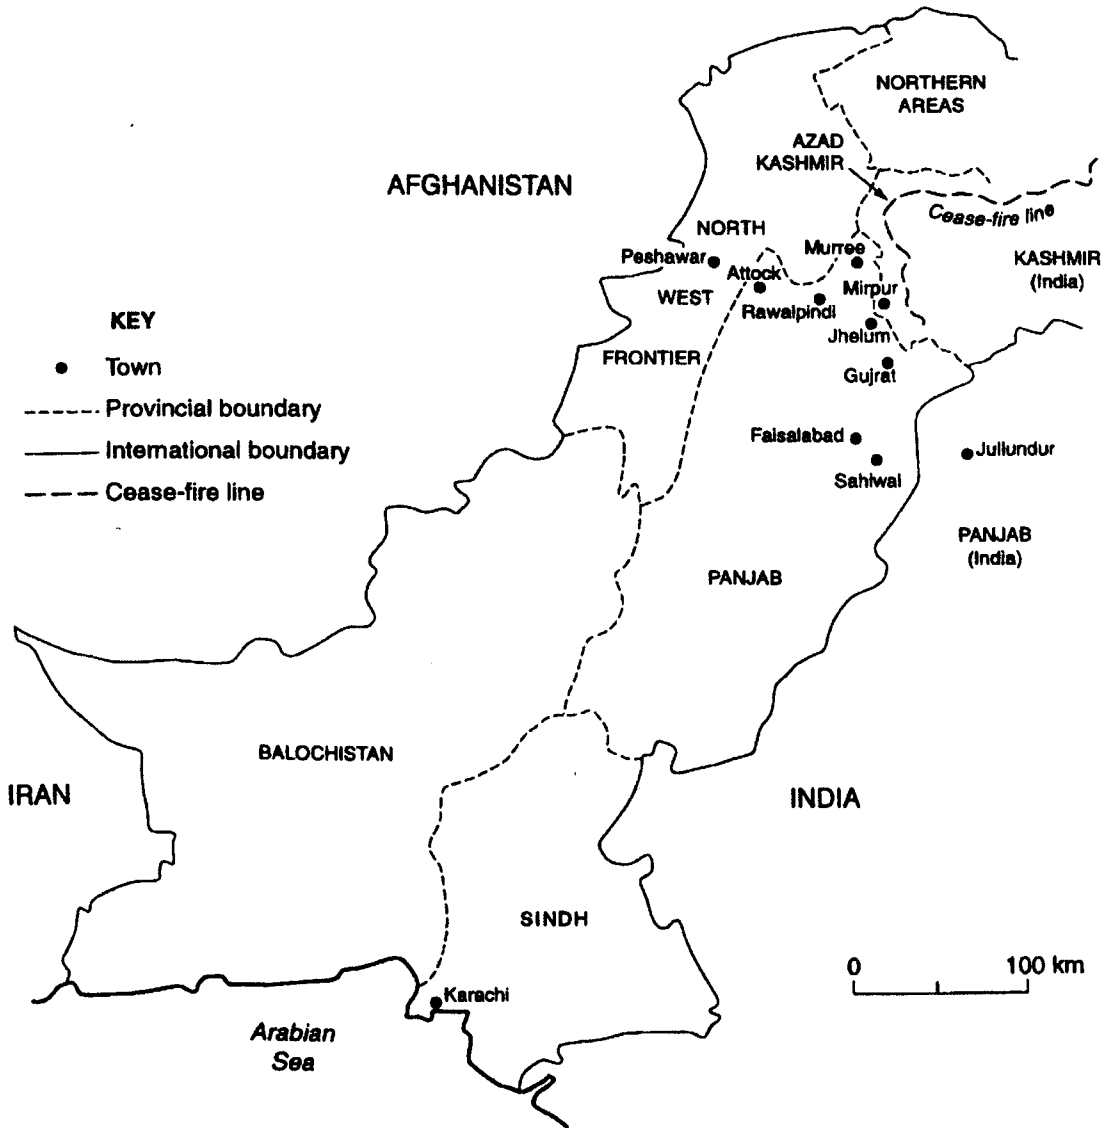 NORTHERN
AREAS
AZAD
KASHMIR
AFGHANISTAN
Cease-fire line
NORTH
Murree
Peshawar
KASHMIR
(India)
Attock
WEST
Mirpur
Rawalpindi
KEY
Jhelum
Town
FRONTIER
Gujrat
Provincial boundary
Faisalabad
International boundary
Jullundur
Sahiwal
Cease-fire line
PANJAB
(India)
PANJAB
BALOCHISTAN
IRAN
INDIA
SINDH
0 100 km
Karachi
Arabian
Sea